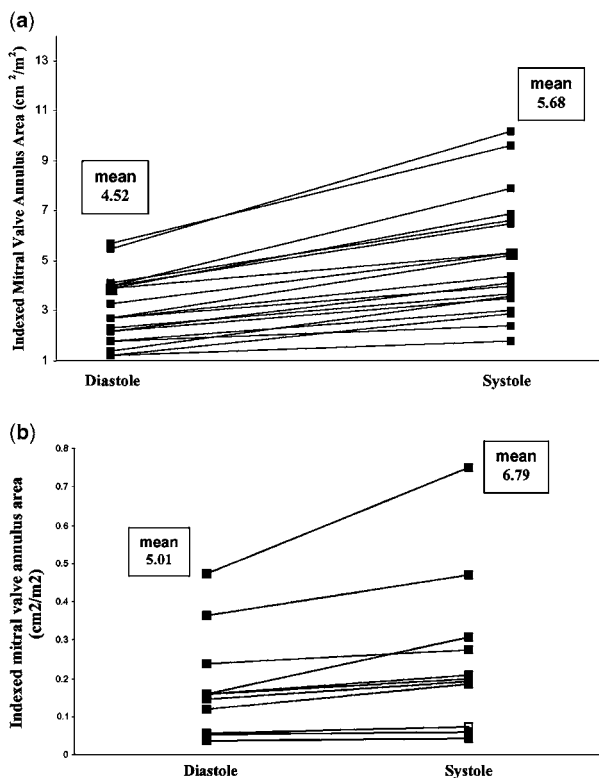 (a)
Indexed Mitral Valve Annulus Area (cm ²/m²)
13
11
9
7
5
3
1
mean
4.52
mean
5.68
Diastole
Systole
(b)
Indexed mitral valve annulus area
(cm2/m2)
0.8
0.7
0.6
0.5
0.4
0.3
0.2
0.1
0
mean
5.01
mean
6.79
Diastole
Systole